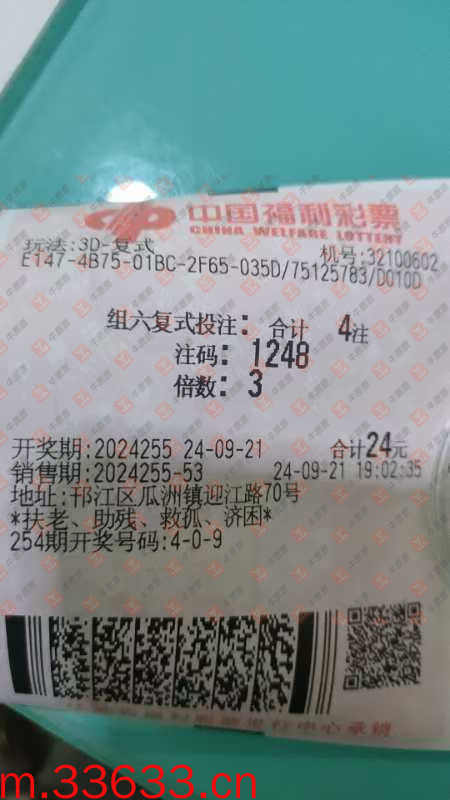 中国福利彩票
CHINA WELFARE LOTTERY
玩法:3D-复式
机号:32100602
E147-4B75-01BC-2F65-035D/75125783/D010D
组六复式投注: 合计 4注
注码: 1248
倍数: 3
开奖期:2024255 24-09-21 合计24元
销售期:2024255-53 24-09-21 19:02:35
地址:邗江区瓜洲镇迎江路70号
*扶老、助残、救孤、济困*
254期开奖号码:4-0-9
m.33633.cn